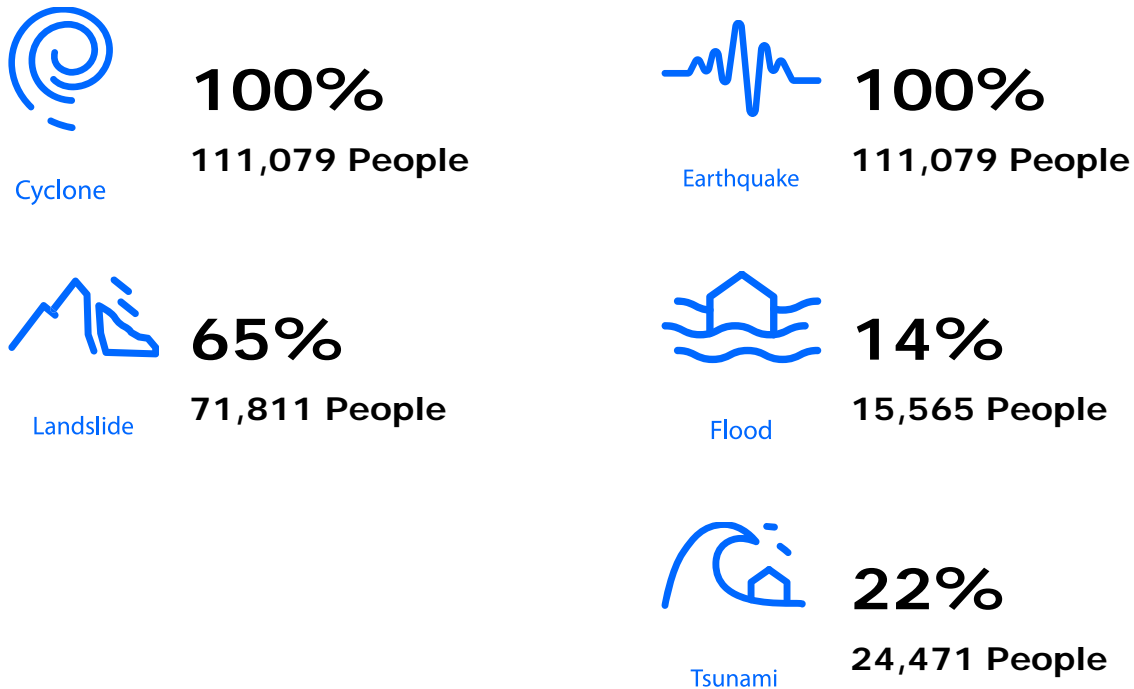 100%
111,079 People
Cyclone
100%
111,079 People
Earthquake
65%
71,811 People
Landslide
14%
15,565 People
Flood
22%
24,471 People
Tsunami